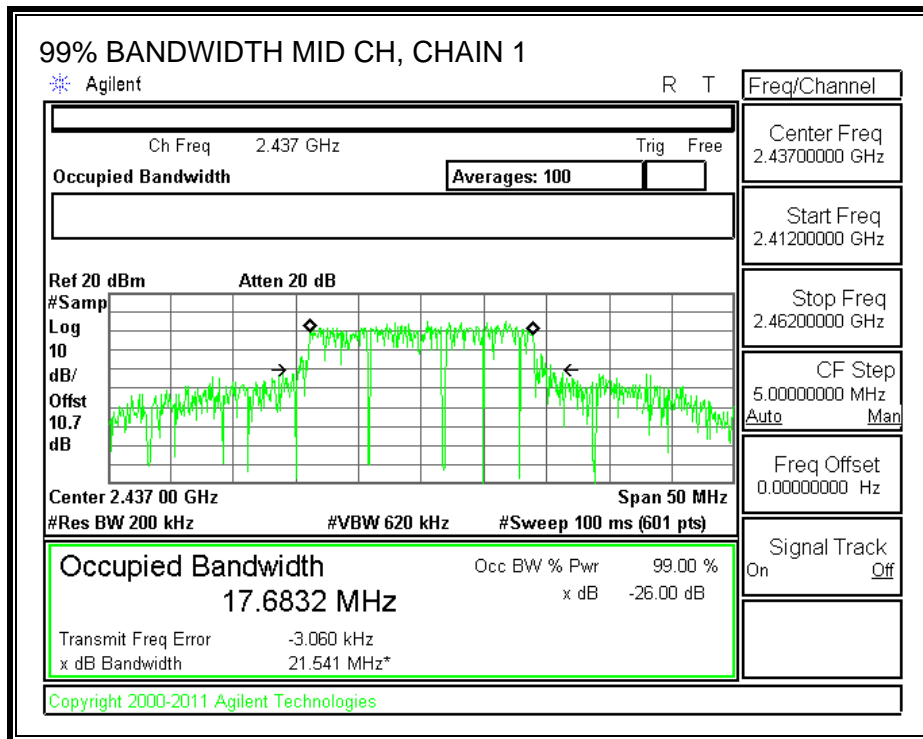 99% BANDWIDTH MID CH, CHAIN 1
Agilent R T
Freq/Channel
Ch Freq 2.437 GHz Trig Free
Occupied Bandwidth Averages: 100
Center Freq
2.43700000 GHz
Start Freq
2.41200000 GHz
Stop Freq
2.46200000 GHz
CF Step
5.00000000 MHz
Auto Man
Freq Offset
0.00000000 Hz
Signal Track
On Off
Ref 20 dBm Atten 20 dB
#Samp
Log
10
dB/
Offst
10.7
dB
Center 2.437 00 GHz Span 50 MHz
#Res BW 200 kHz #VBW 620 kHz #Sweep 100 ms (601 pts)
Occupied Bandwidth Occ BW % Pwr 99.00 %
17.6832 MHz x dB -26.00 dB
Transmit Freq Error -3.060 kHz
x dB Bandwidth 21.541 MHz*
Copyright 2000-2011 Agilent Technologies